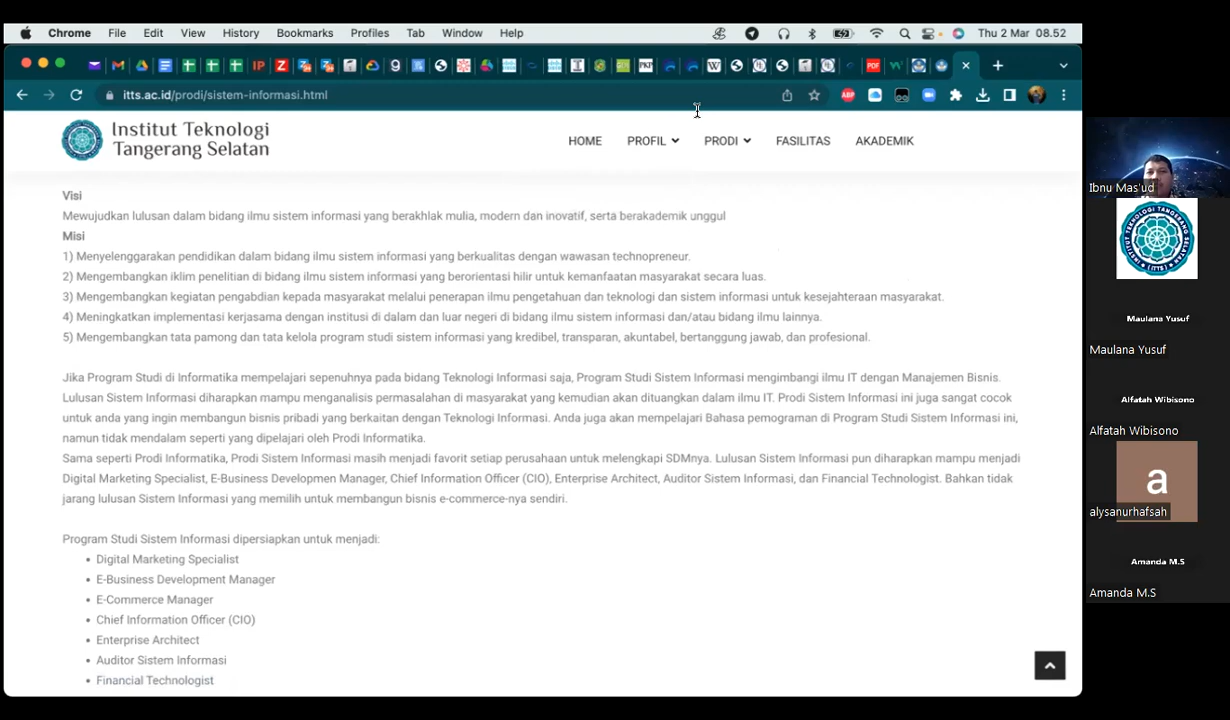 Chrome File Edit View History Bookmarks Profiles Tab Window Help Thu 2 Mar 08.52
itts.ac.id/prodi/sistem-informasi.html
Institut Teknologi
Tangerang Selatan
HOME PROFIL PRODI FASILITAS AKADEMIK
Visi
Mewujudkan lulusan dalam bidang ilmu sistem informasi yang berakhlak mulia, modern dan inovatif, serta berakademik unggul
Misi
1) Menyelenggarakan pendidikan dalam bidang ilmu sistem informasi yang berkualitas dengan wawasan technopreneur.
2) Mengembangkan iklim penelitian di bidang ilmu sistem informasi yang berorientasi hilir untuk kemanfaatan masyarakat secara luas.
3) Mengembangkan kegiatan pengabdian kepada masyarakat melalui penerapan ilmu pengetahuan dan teknologi dan sistem informasi untuk kesejahteraan masyarakat.
4) Meningkatkan implementasi kerjasama dengan institusi di dalam dan luar negeri di bidang ilmu sistem informasi dan/atau bidang ilmu lainnya.
5) Mengembangkan tata pamong dan tata kelola program studi sistem informasi yang kredibel, transparan, akuntabel, bertanggung jawab, dan profesional.
Jika Program Studi di Informatika mempelajari sepenuhnya pada bidang Teknologi Informasi saja, Program Studi Sistem Informasi mengimbangi ilmu IT dengan Manajemen Bisnis.
Lulusan Sistem Informasi diharapkan mampu menganalisis permasalahan di masyarakat yang kemudian akan dituangkan dalam ilmu IT. Prodi Sistem Informasi ini juga sangat cocok
untuk anda yang ingin membangun bisnis pribadi yang berkaitan dengan Teknologi Informasi. Anda juga akan mempelajari Bahasa pemograman di Program Studi Sistem Informasi ini,
namun tidak mendalam seperti yang dipelajari oleh Prodi Informatika.
Sama seperti Prodi Informatika, Prodi Sistem Informasi masih menjadi favorit setiap perusahaan untuk melengkapi SDMnya. Lulusan Sistem Informasi pun diharapkan mampu menjadi
Digital Marketing Specialist, E-Business Developmen Manager, Chief Information Officer (CIO), Enterprise Architect, Auditor Sistem Informasi, dan Financial Technologist. Bahkan tidak
jarang lulusan Sistem Informasi yang memilih untuk membangun bisnis e-commerce-nya sendiri.
Program Studi Sistem Informasi dipersiapkan untuk menjadi:
• Digital Marketing Specialist
• E-Business Development Manager
• E-Commerce Manager
• Chief Information Officer (CIO)
• Enterprise Architect
• Auditor Sistem Informasi
• Financial Technologist
Ibnu Mas'ud
Maulana Yusuf
Maulana Yusuf
Alfatah Wibisono
Alfatah Wibisono
a
alysanurhafsah
Amanda M.S
Amanda M.S